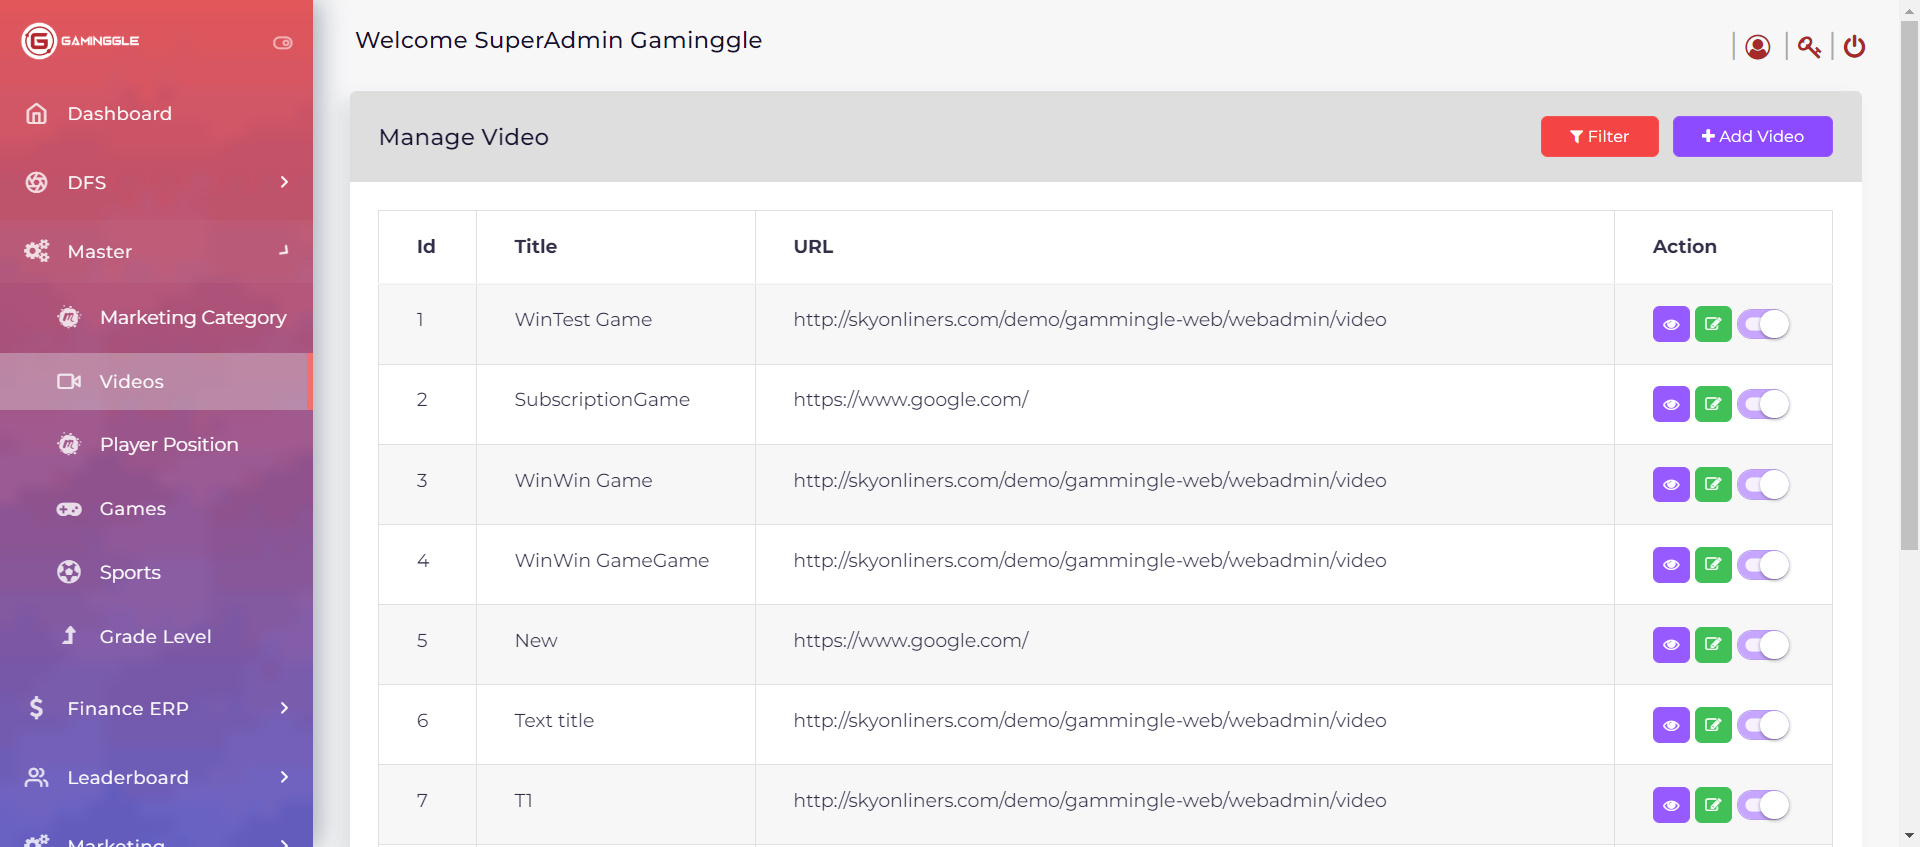 GAMINGGLE
Welcome SuperAdmin Gaminggle
Dashboard
DFS
Master
Marketing Category
Videos
Player Position
Games
Sports
Grade Level
Finance ERP
Leaderboard
Marketing
Manage Video
Filter
Add Video
Id Title URL Action
1 WinTest Game http://skyonliners.com/demo/gammingle-web/webadmin/video
2 SubscriptionGame https://www.google.com/
3 WinWin Game http://skyonliners.com/demo/gammingle-web/webadmin/video
4 WinWin GameGame http://skyonliners.com/demo/gammingle-web/webadmin/video
5 New https://www.google.com/
6 Text title http://skyonliners.com/demo/gammingle-web/webadmin/video
7 T1 http://skyonliners.com/demo/gammingle-web/webadmin/video